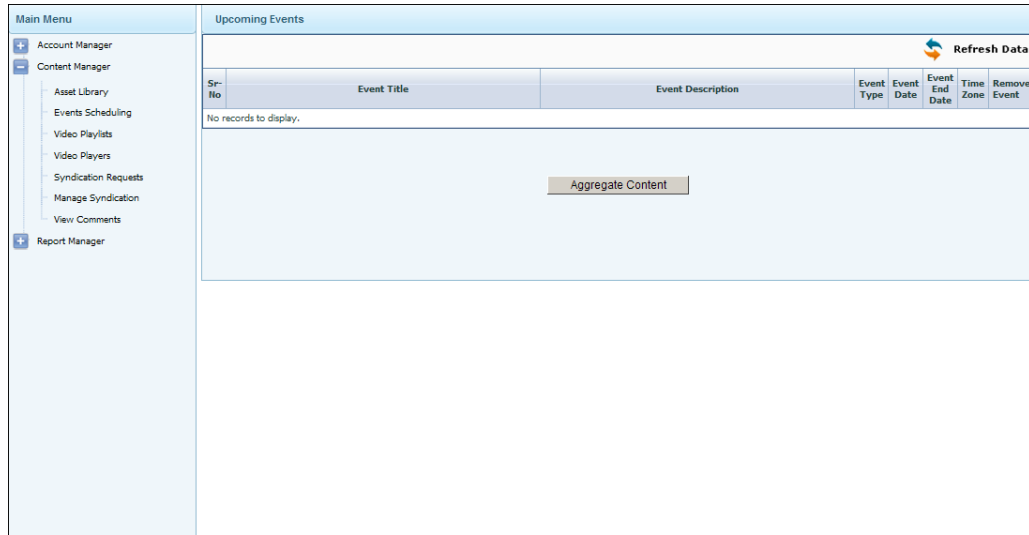 Main Menu
Account Manager
Content Manager
Asset Library
Events Scheduling
Video Playlists
Video Players
Syndication Requests
Manage Syndication
View Comments
Report Manager
Upcoming Events
Refresh Data
Sr-
No
Event Title
Event Description
Event
Type
Event
Date
Event
End
Date
Time
Zone
Remove
Event
No records to display.
Aggregate Content